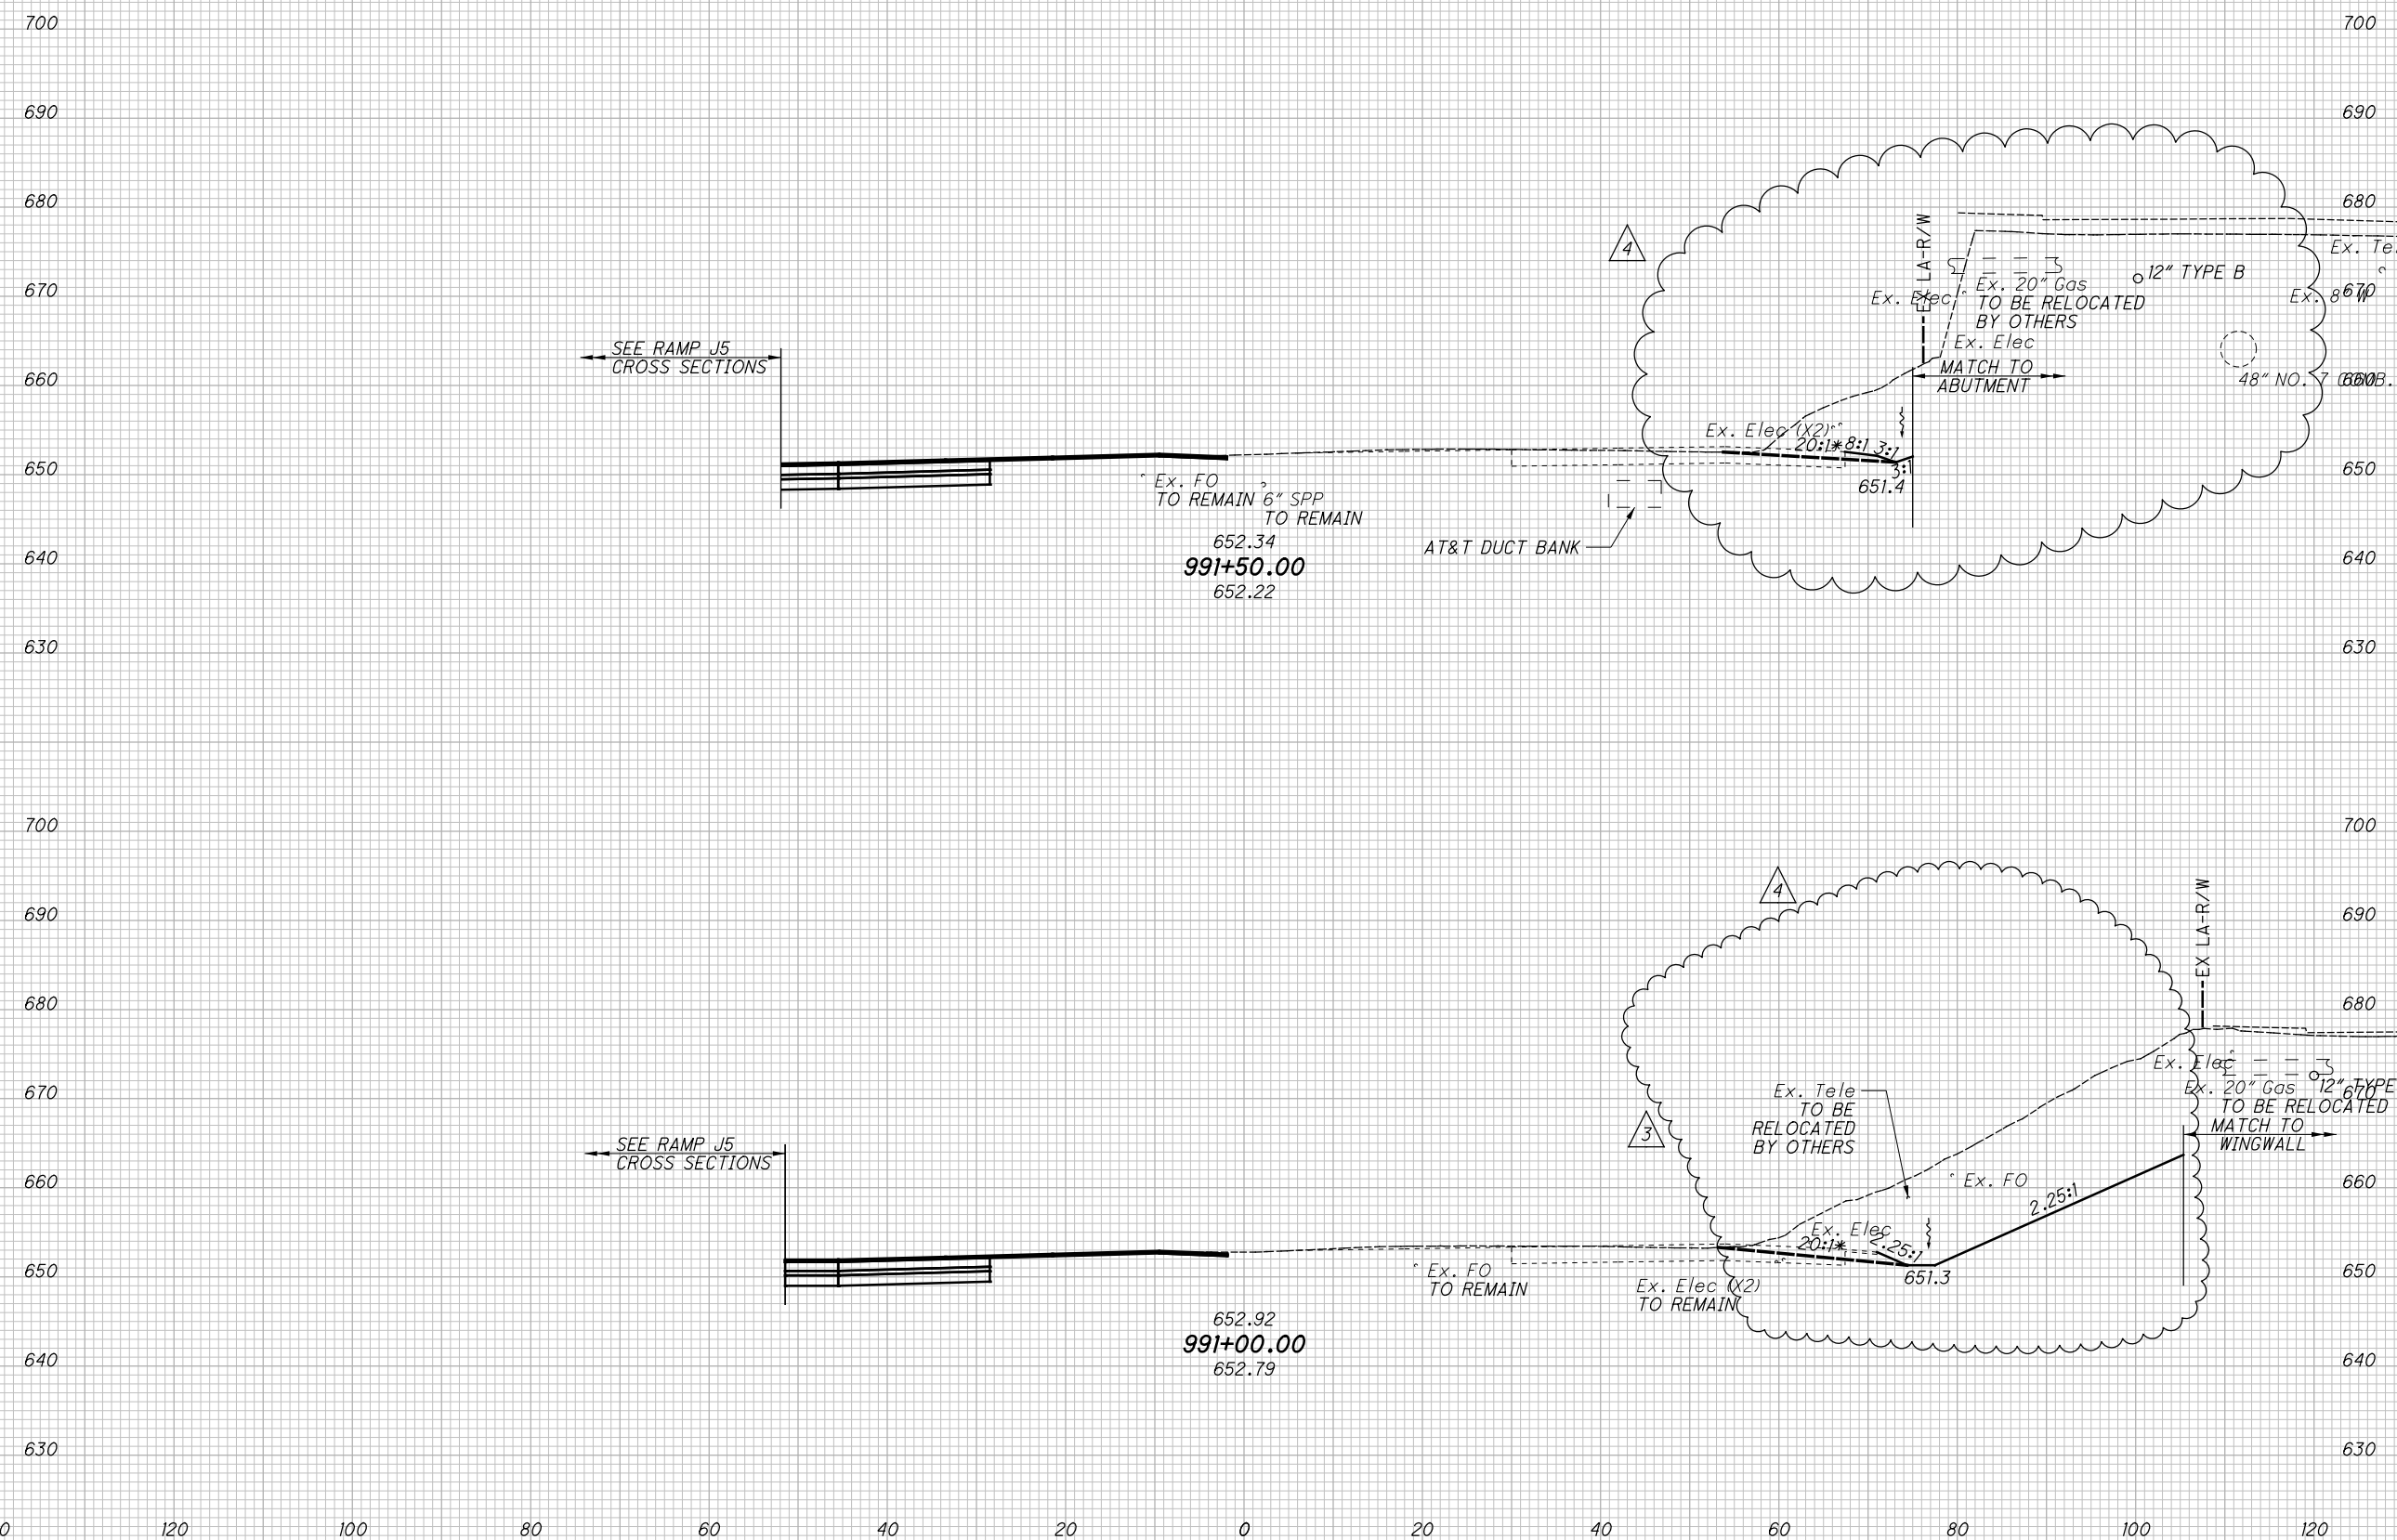 700
700
690
690
680
680
4
EX LA-R/W
Ex. Te
12" TYPE B
670
Ex. 20" Gas
Ex. Elec
TO BE RELOCATED
BY OTHERS
Ex. 8" W
670
Ex. Elec
SEE RAMP J5
CROSS SECTIONS
660
MATCH TO
ABUTMENT
48" NO. 7
660
Ex. Elec (X2)
20:1* 8:1 3:1
3:1
650
650
651.4
Ex. FO
TO REMAIN
6" SPP
TO REMAIN
652.34
991+50.00
652.22
AT&T DUCT BANK
640
640
630
630
700
700
4
690
690
EX LA-R/W
680
680
Ex. Elec
Ex. 20" Gas
12" TYPE
TO BE RELOCATED
670
670
Ex. Tele
TO BE
RELOCATED
BY OTHERS
3
MATCH TO
WINGWALL
SEE RAMP J5
CROSS SECTIONS
660
660
Ex. FO
2.25:1
Ex. Elec
20:1* 2.25:1
650
650
651.3
Ex. FO
TO REMAIN
Ex. Elec (X2)
TO REMAIN
652.92
991+00.00
652.79
640
640
630
630
0 120 100 80 60 40 20 0 20 40 60 80 100 120